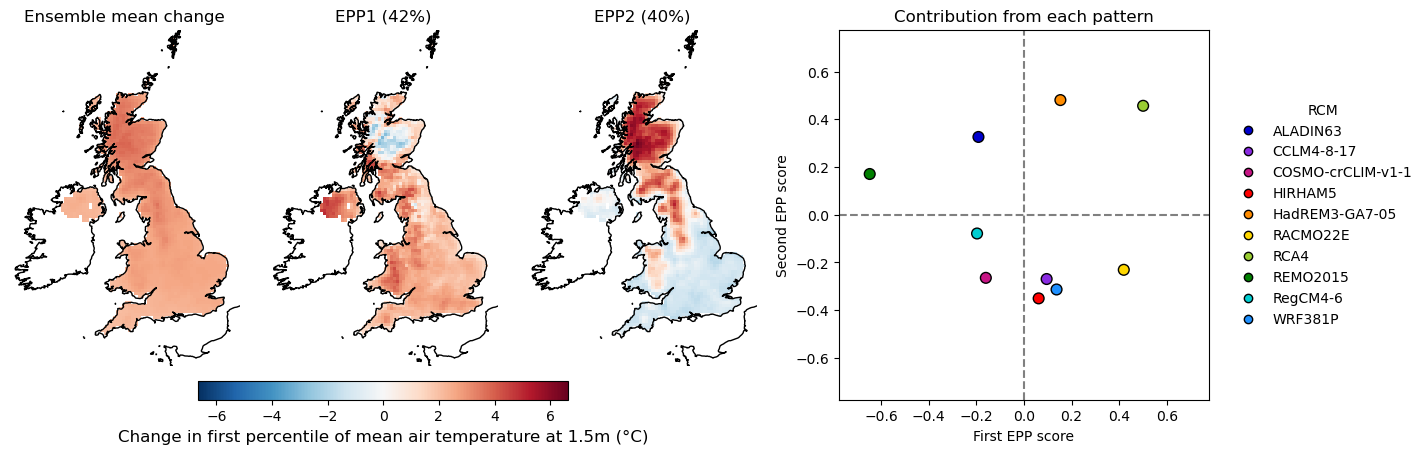 Ensemble mean change
EPP1 (42%)
EPP2 (40%)
−6 −4 −2 0 2 4 6
Change in first percentile of mean air temperature at 1.5m (°C)
Contribution from each pattern
Second EPP score
0.6
0.4
0.2
0.0
−0.2
−0.4
−0.6
−0.6 −0.4 −0.2 0.0 0.2 0.4 0.6
First EPP score
RCM
ALADIN63
CCLM4-8-17
COSMO-crCLIM-v1-1
HIRHAM5
HadREM3-GA7-05
RACMO22E
RCA4
REMO2015
RegCM4-6
WRF381P